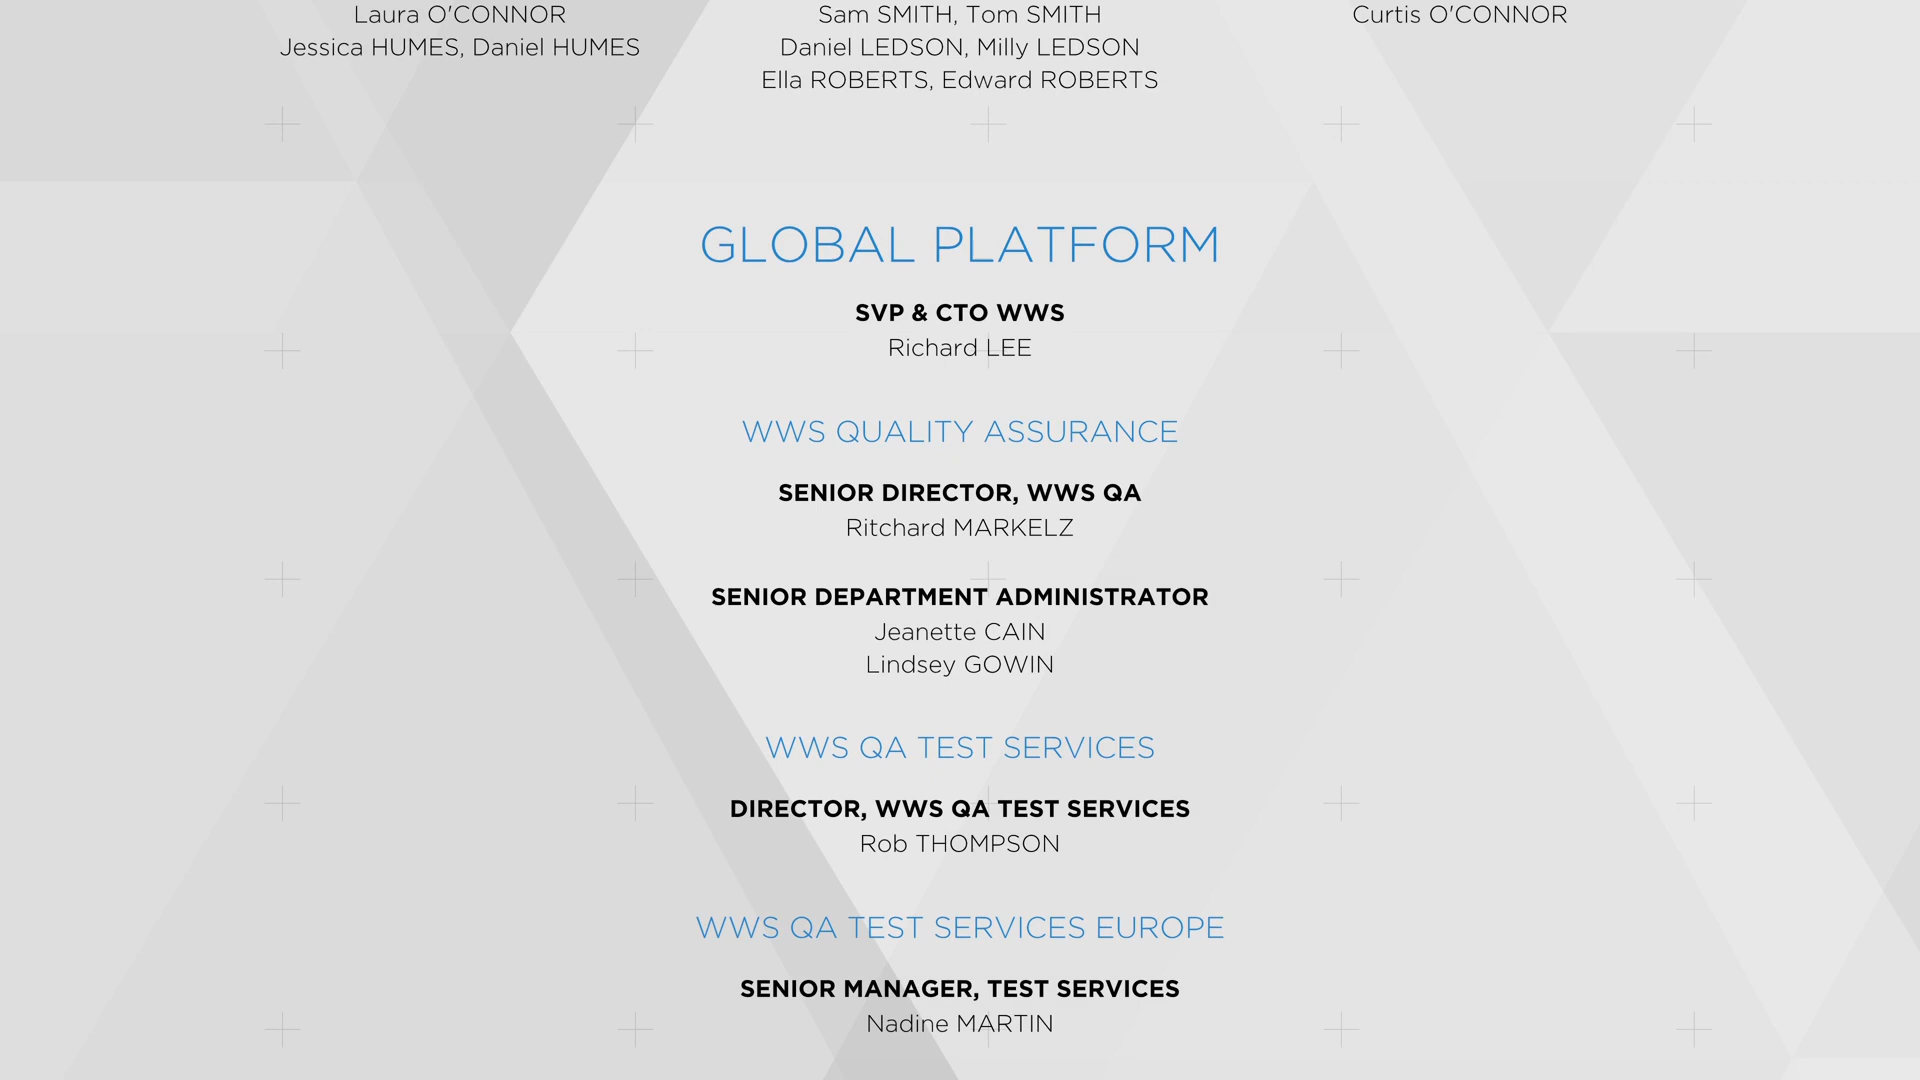 Laura O'CONNOR
Jessica HUMES, Daniel HUMES
Sam SMITH, Tom SMITH
Daniel LEDSON, Milly LEDSON
Ella ROBERTS, Edward ROBERTS
Curtis O'CONNOR
GLOBAL PLATFORM
SVP & CTO WWS
Richard LEE
WWS QUALITY ASSURANCE
SENIOR DIRECTOR, WWS QA
Ritchard MARKELZ
SENIOR DEPARTMENT ADMINISTRATOR
Jeanette CAIN
Lindsey GOWIN
WWS QA TEST SERVICES
DIRECTOR, WWS QA TEST SERVICES
Rob THOMPSON
WWS QA TEST SERVICES EUROPE
SENIOR MANAGER, TEST SERVICES
Nadine MARTIN